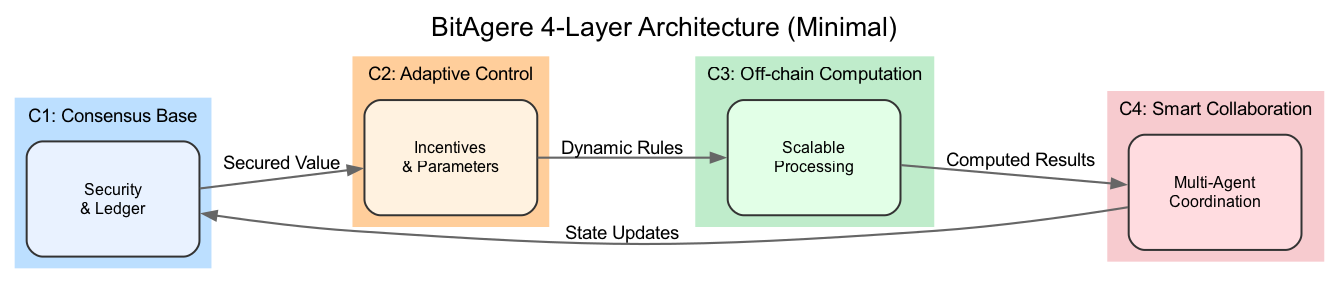 BitAgere 4-Layer Architecture (Minimal)
C1: Consensus Base
Security
& Ledger
Secured Value
C2: Adaptive Control
Incentives
& Parameters
Dynamic Rules
C3: Off-chain Computation
Scalable
Processing
Computed Results
C4: Smart Collaboration
Multi-Agent
Coordination
State Updates